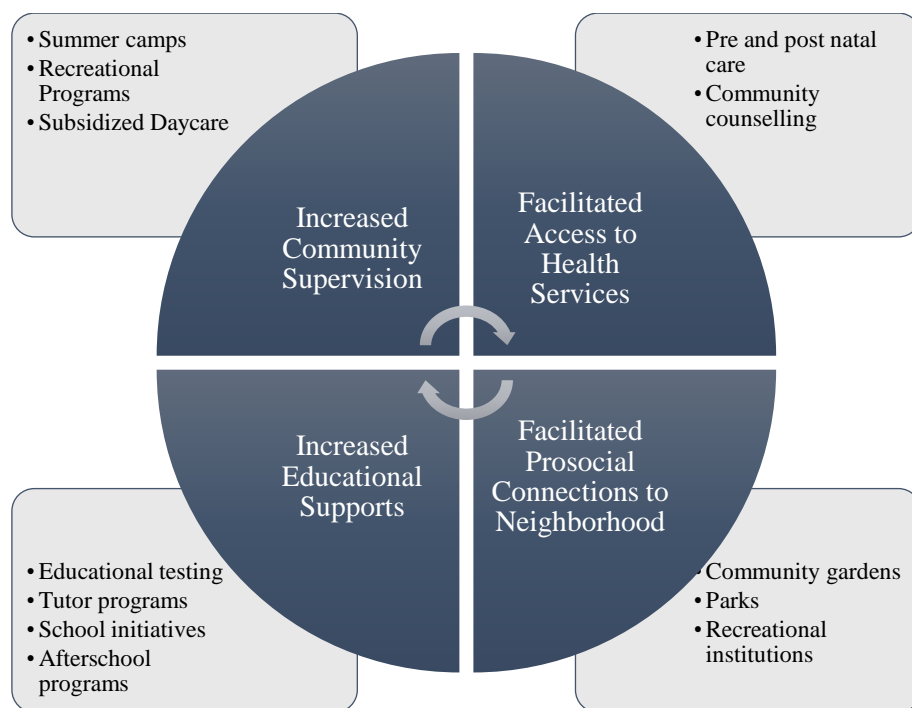 • Summer camps
• Recreational
Programs
• Subsidized Daycare
• Pre and post natal
care
• Community
counselling
Increased
Community
Supervision
Facilitated
Access to
Health
Services
Increased
Educational
Supports
Facilitated
Prosocial
Connections to
Neighborhood
• Educational testing
• Tutor programs
• School initiatives
• Afterschool
programs
• Community gardens
• Parks
• Recreational
institutions